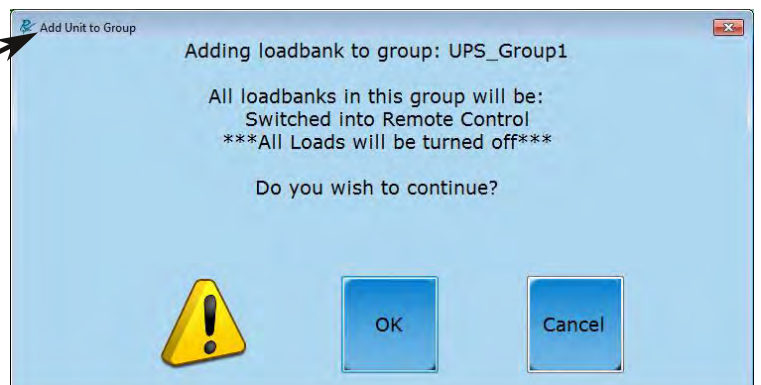 Add Unit to Group
Adding loadbank to group: UPS_Group1
All loadbanks in this group will be:
Switched into Remote Control
***All Loads will be turned off***
Do you wish to continue?
OK
Cancel